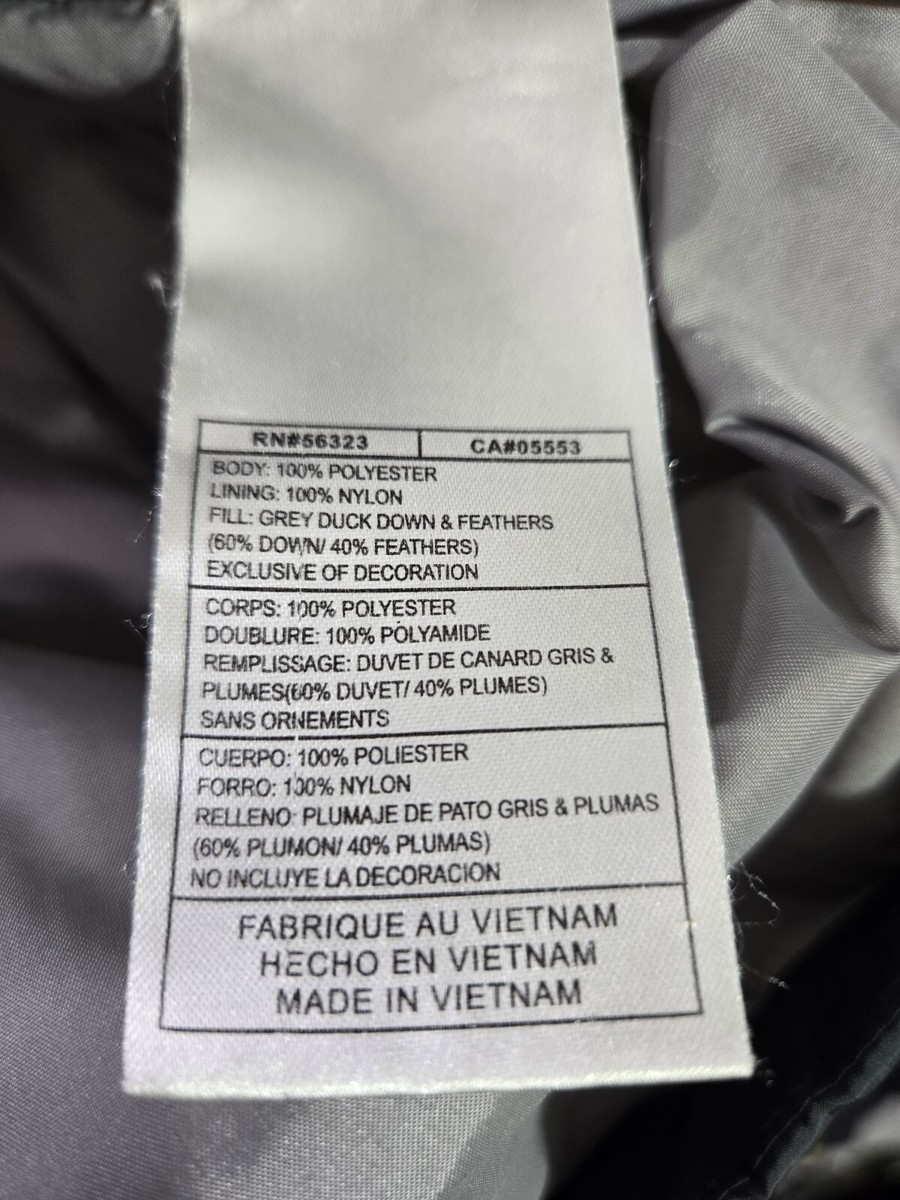 RN#56323 CA#05553
BODY: 100% POLYESTER
LINING: 100% NYLON
FILL: GREY DUCK DOWN & FEATHERS
(60% DOWN/ 40% FEATHERS)
EXCLUSIVE OF DECORATION
CORPS: 100% POLYESTER
DOUBLURE: 100% POLYAMIDE
REMPLISSAGE: DUVET DE CANARD GRIS &
PLUMES(60% DUVET/ 40% PLUMES)
SANS ORNEMENTS
CUERPO: 100% POLIESTER
FORRO: 100% NYLON
RELLENO: PLUMAJE DE PATO GRIS & PLUMAS
(60% PLUMON/ 40% PLUMAS)
NO INCLUYE LA DECORACION
FABRIQUE AU VIETNAM
HECHO EN VIETNAM
MADE IN VIETNAM